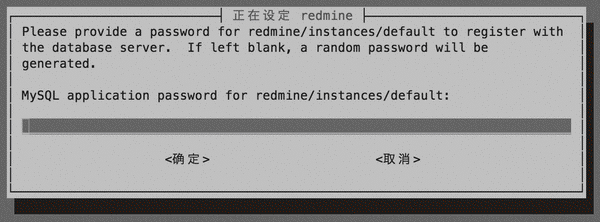 正在设定 redmine
Please provide a password for redmine/instances/default to register with
the database server.  If left blank, a random password will be
generated.
MySQL application password for redmine/instances/default:
<确定>
<取消>